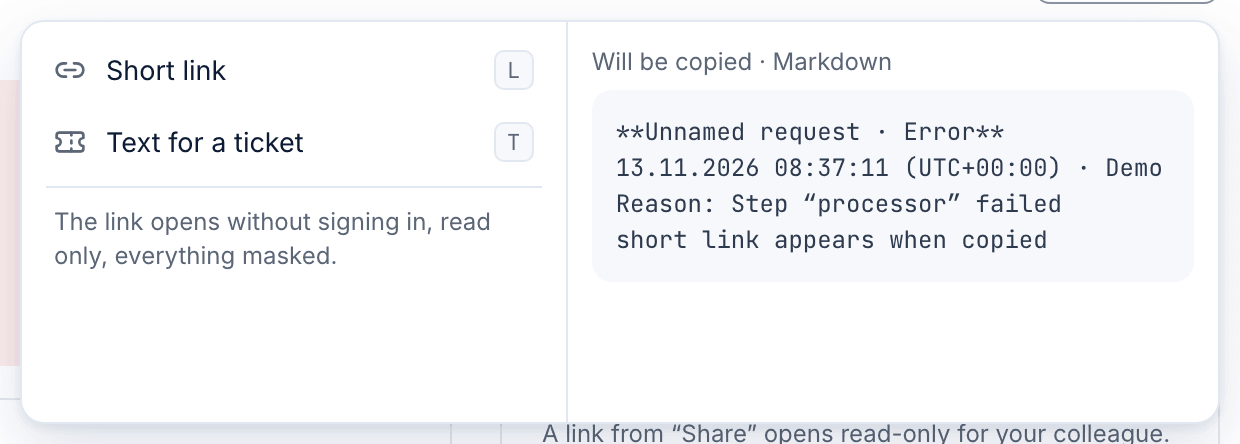 Short link
L
Text for a ticket
T
The link opens without signing in, read
only, everything masked.
Will be copied · Markdown
**Unnamed request · Error**
13.11.2026 08:37:11 (UTC+00:00) · Demo
Reason: Step “processor” failed
short link appears when copied
A link from “Share” opens read-only for your colleague.